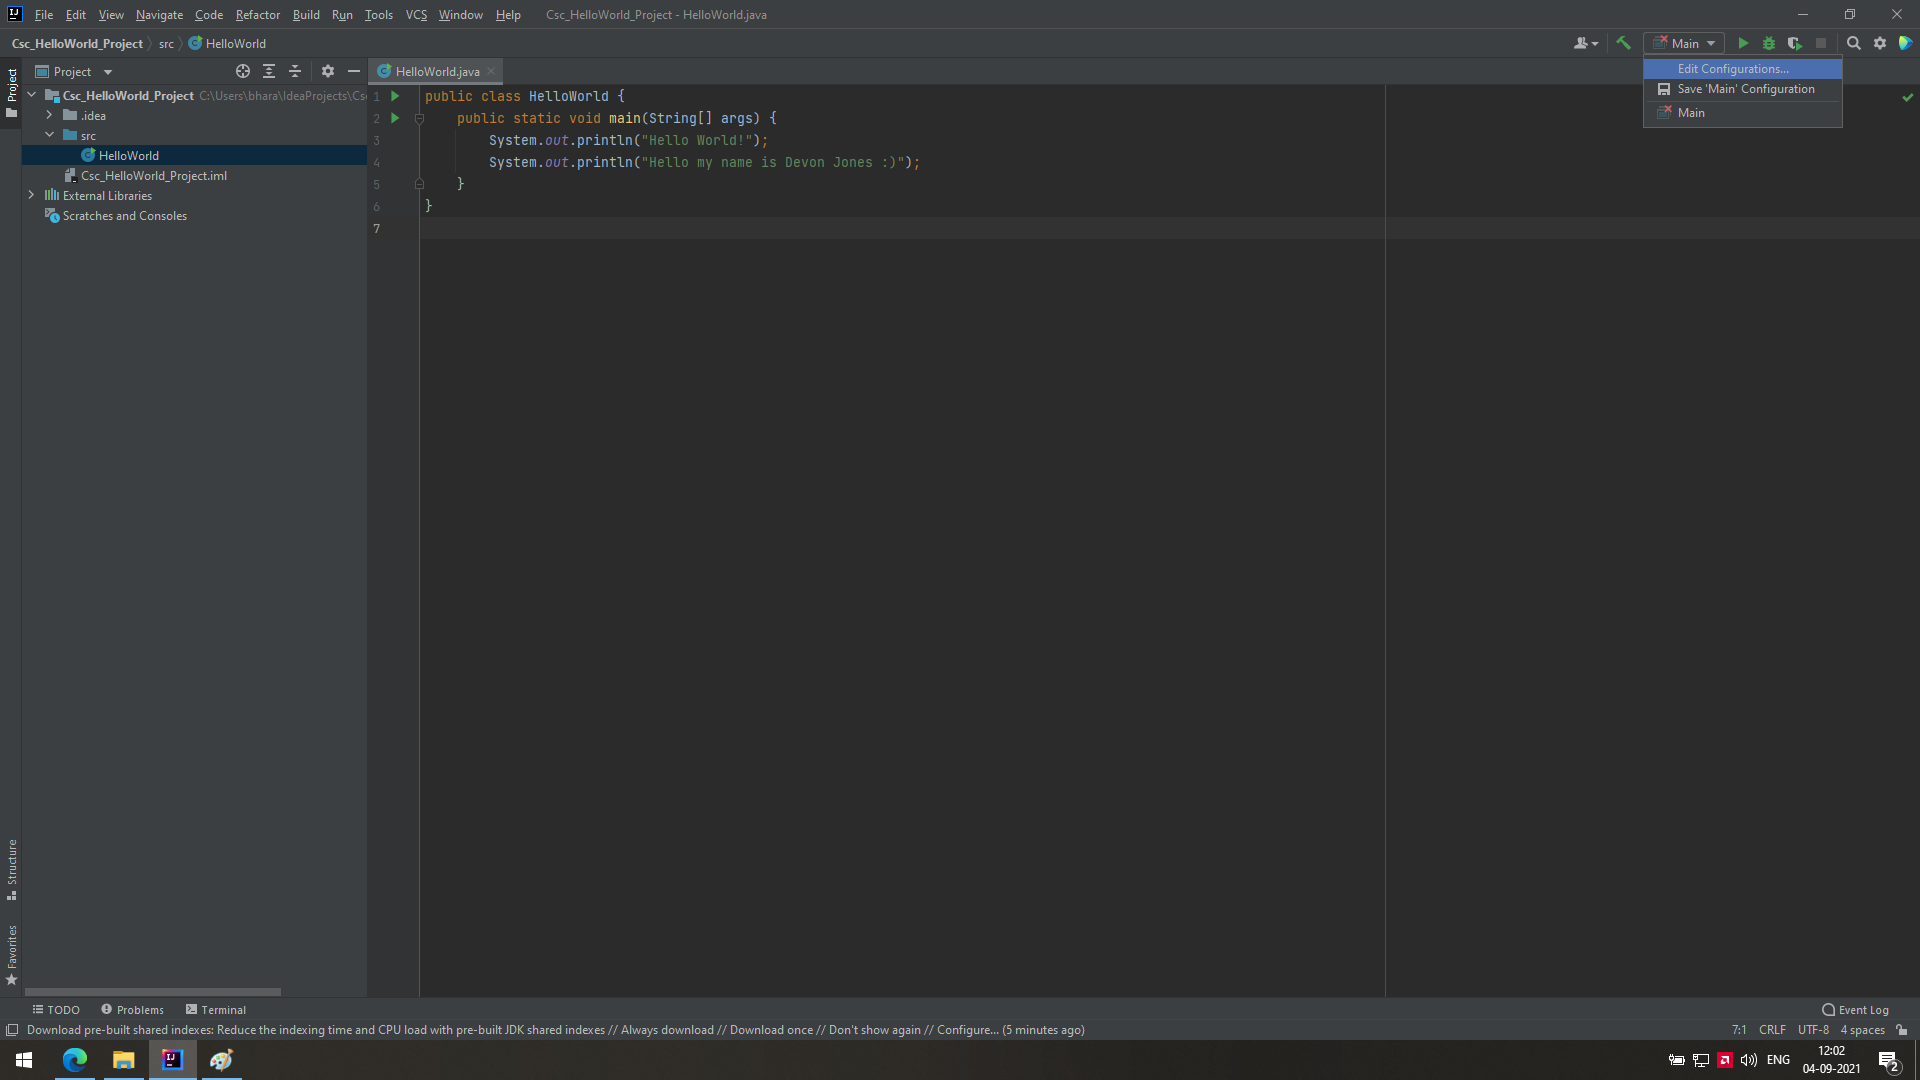 IJ File Edit View Navigate Code Refactor Build Run Tools VCS Window Help Csc_HelloWorld_Project - HelloWorld.java
Csc_HelloWorld_Project src HelloWorld Main
Project
Project HelloWorld.java
Edit Configurations...
Save 'Main' Configuration
Main
Csc_HelloWorld_Project C:\Users\bhara\IdeaProjects\Cs
.idea
src
HelloWorld
Csc_HelloWorld_Project.iml
External Libraries
Scratches and Consoles
1 public class HelloWorld {
2 public static void main(String[] args) {
3 System.out.println("Hello World!");
4 System.out.println("Hello my name is Devon Jones :)");
5 }
6 }
7
Structure
Favorites
TODO Problems Terminal Event Log
Download pre-built shared indexes: Reduce the indexing time and CPU load with pre-built JDK shared indexes // Always download // Download once // Don't show again // Configure... (5 minutes ago) 7:1 CRLF UTF-8 4 spaces
IJ ENG 12:02
04-09-2021 2